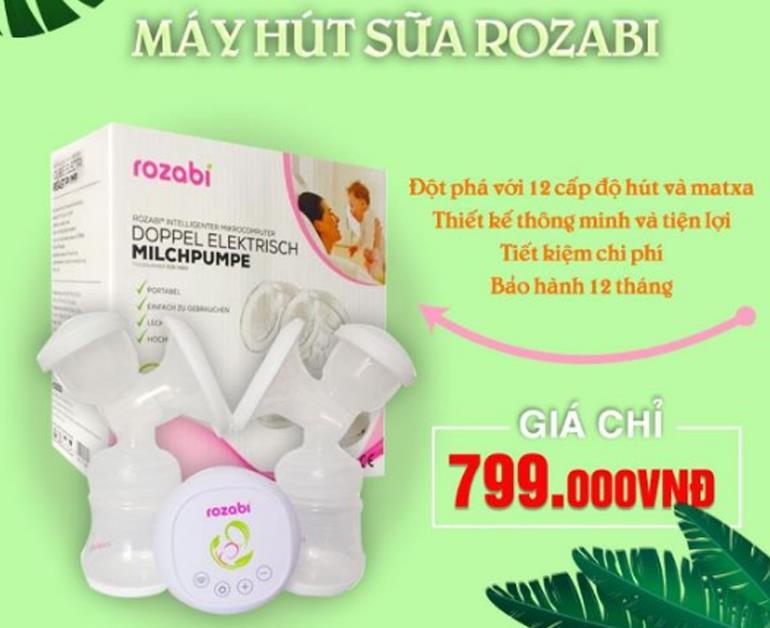 MÁY HÚT SỮA ROZABI
rozabi
ROZABI® INTELLIGENTER MIKROCOMPUTER
DOPPEL ELEKTRISCH
MILCHPUMPE
PORTABEL
EINFACH ZU GEBRAUCHEN
LECK
HOCH
Đột phá với 12 cấp độ hút và matxa
Thiết kế thông minh và tiện lợi
Tiết kiệm chi phí
Bảo hành 12 tháng
GIÁ CHỈ
799.000VNĐ
rozabi